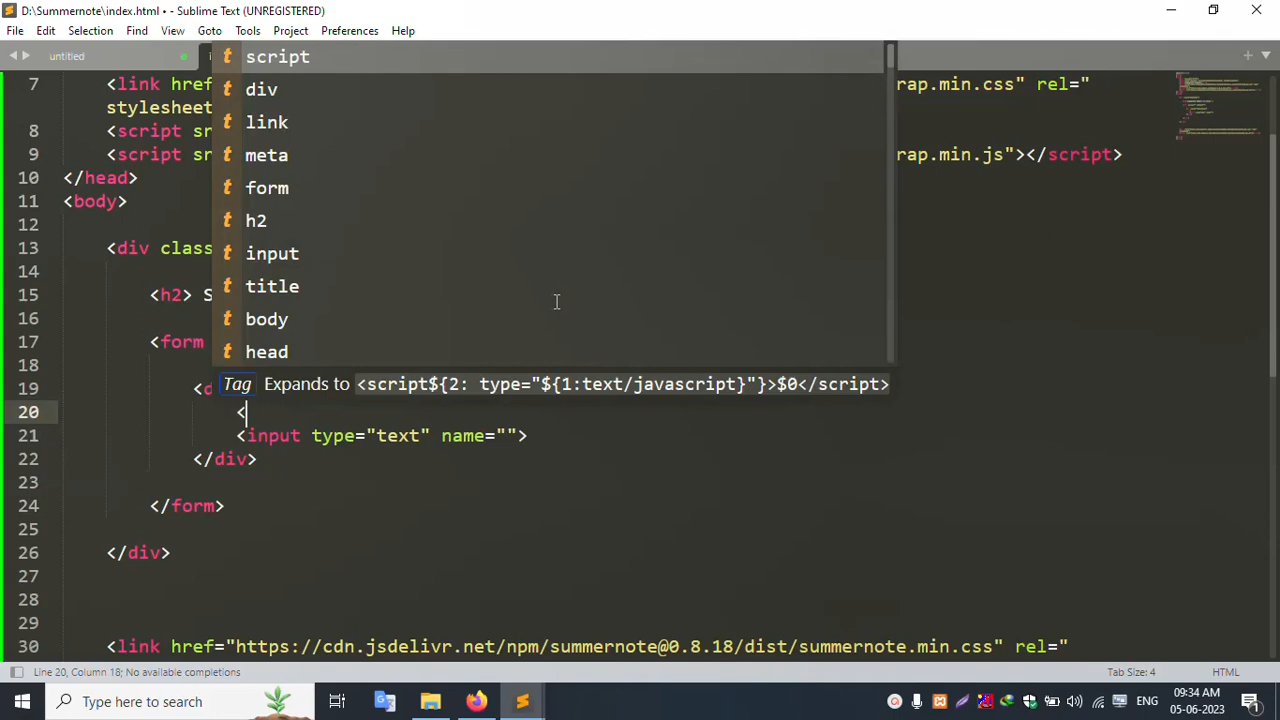 D:\Summernote\index.html • - Sublime Text (UNREGISTERED)
File Edit Selection Find View Goto Tools Project Preferences Help
untitled
t script
t div
t link
t meta
t form
t h2
t input
t title
t body
t head
Tag Expands to <script${2: type="${1:text/javascript}"}>$0</script>
7 <link href rap.min.css" rel="
stylesheet
8 <script sr
9 <script sr rap.min.js"></script>
10 </head>
11 <body>
12
13 <div class
14
15 <h2> S
16
17 <form
18
19 <d
20 <
21 <input type="text" name="">
22 </div>
23
24 </form>
25
26 </div>
27
28
29
30 <link href="https://cdn.jsdelivr.net/npm/summernote@0.8.18/dist/summernote.min.css" rel="
Line 20, Column 18; No available completions
Tab Size: 4 HTML
Type here to search
ENG
09:34 AM
05-06-2023
1